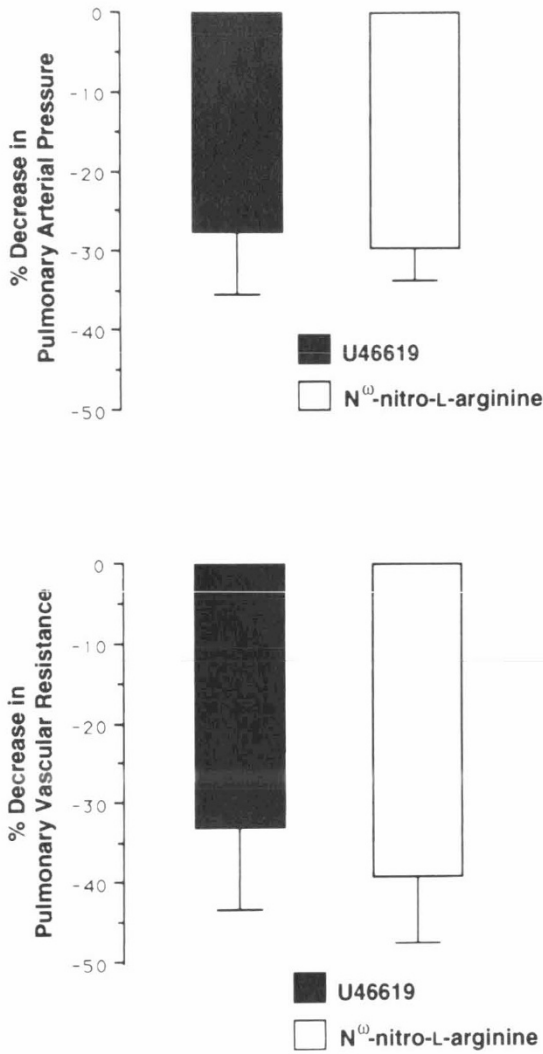 % Decrease in
Pulmonary Arterial Pressure
0
-10
-20
-30
-40
-50
U46619
N^ω-nitro-L-arginine
% Decrease in
Pulmonary Vascular Resistance
0
-10
-20
-30
-40
-50
U46619
N^ω-nitro-L-arginine